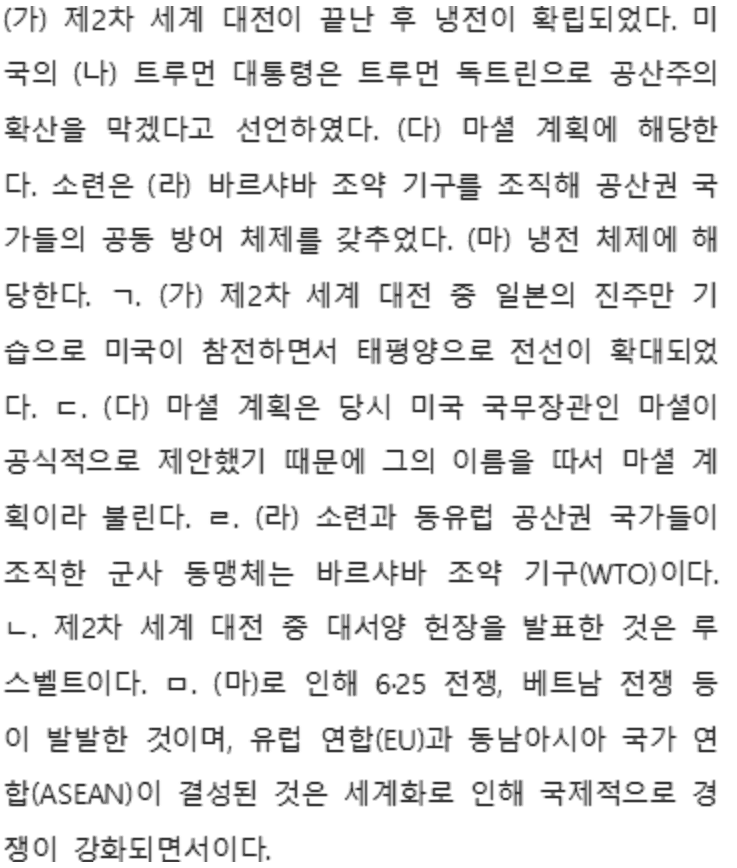 (가) 제2차 세계 대전이 끝난 후 냉전이 확립되었다. 미
국의 (나) 트루먼 대통령은 트루먼 독트린으로 공산주의
확산을 막겠다고 선언하였다. (다) 마셜 계획에 해당한
다. 소련은 (라) 바르샤바 조약 기구를 조직해 공산권 국
가들의 공동 방어 체제를 갖추었다. (마) 냉전 체제에 해
당한다. ㄱ. (가) 제2차 세계 대전 중 일본의 진주만 기
습으로 미국이 참전하면서 태평양으로 전선이 확대되었
다. ㄷ. (다) 마셜 계획은 당시 미국 국무장관인 마셜이
공식적으로 제안했기 때문에 그의 이름을 따서 마셜 계
획이라 불린다. ㄹ. (라) 소련과 동유럽 공산권 국가들이
조직한 군사 동맹체는 바르샤바 조약 기구(WTO)이다.
ㄴ. 제2차 세계 대전 중 대서양 헌장을 발표한 것은 루
스벨트이다. ㅁ. (마)로 인해 6·25 전쟁, 베트남 전쟁 등
이 발발한 것이며, 유럽 연합(EU)과 동남아시아 국가 연
합(ASEAN)이 결성된 것은 세계화로 인해 국제적으로 경
쟁이 강화되면서이다.